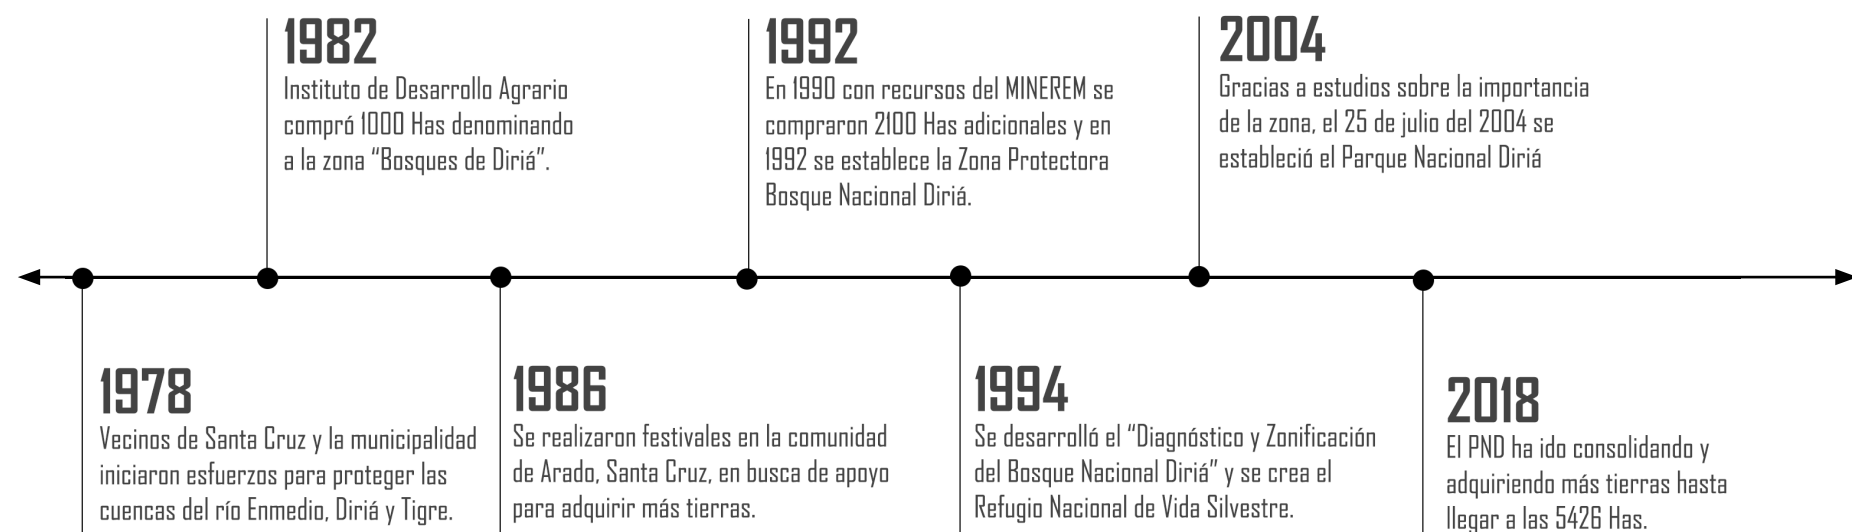 1982
Instituto de Desarrollo Agrario
compró 1000 Has denominando
a la zona “Bosques de Diriá”.
1992
En 1990 con recursos del MINEREM se
compraron 2100 Has adicionales y en
1992 se establece la Zona Protectora
Bosque Nacional Diriá.
2004
Gracias a estudios sobre la importancia
de la zona, el 25 de julio del 2004 se
estableció el Parque Nacional Diriá
1978
Vecinos de Santa Cruz y la municipalidad
iniciaron esfuerzos para proteger las
cuencas del río Enmedio, Diriá y Tigre.
1986
Se realizaron festivales en la comunidad
de Arado, Santa Cruz, en busca de apoyo
para adquirir más tierras.
1994
Se desarrolló el “Diagnóstico y Zonificación
del Bosque Nacional Diriá” y se crea el
Refugio Nacional de Vida Silvestre.
2018
El PND ha ido consolidando y
adquiriendo más tierras hasta
llegar a las 5426 Has.